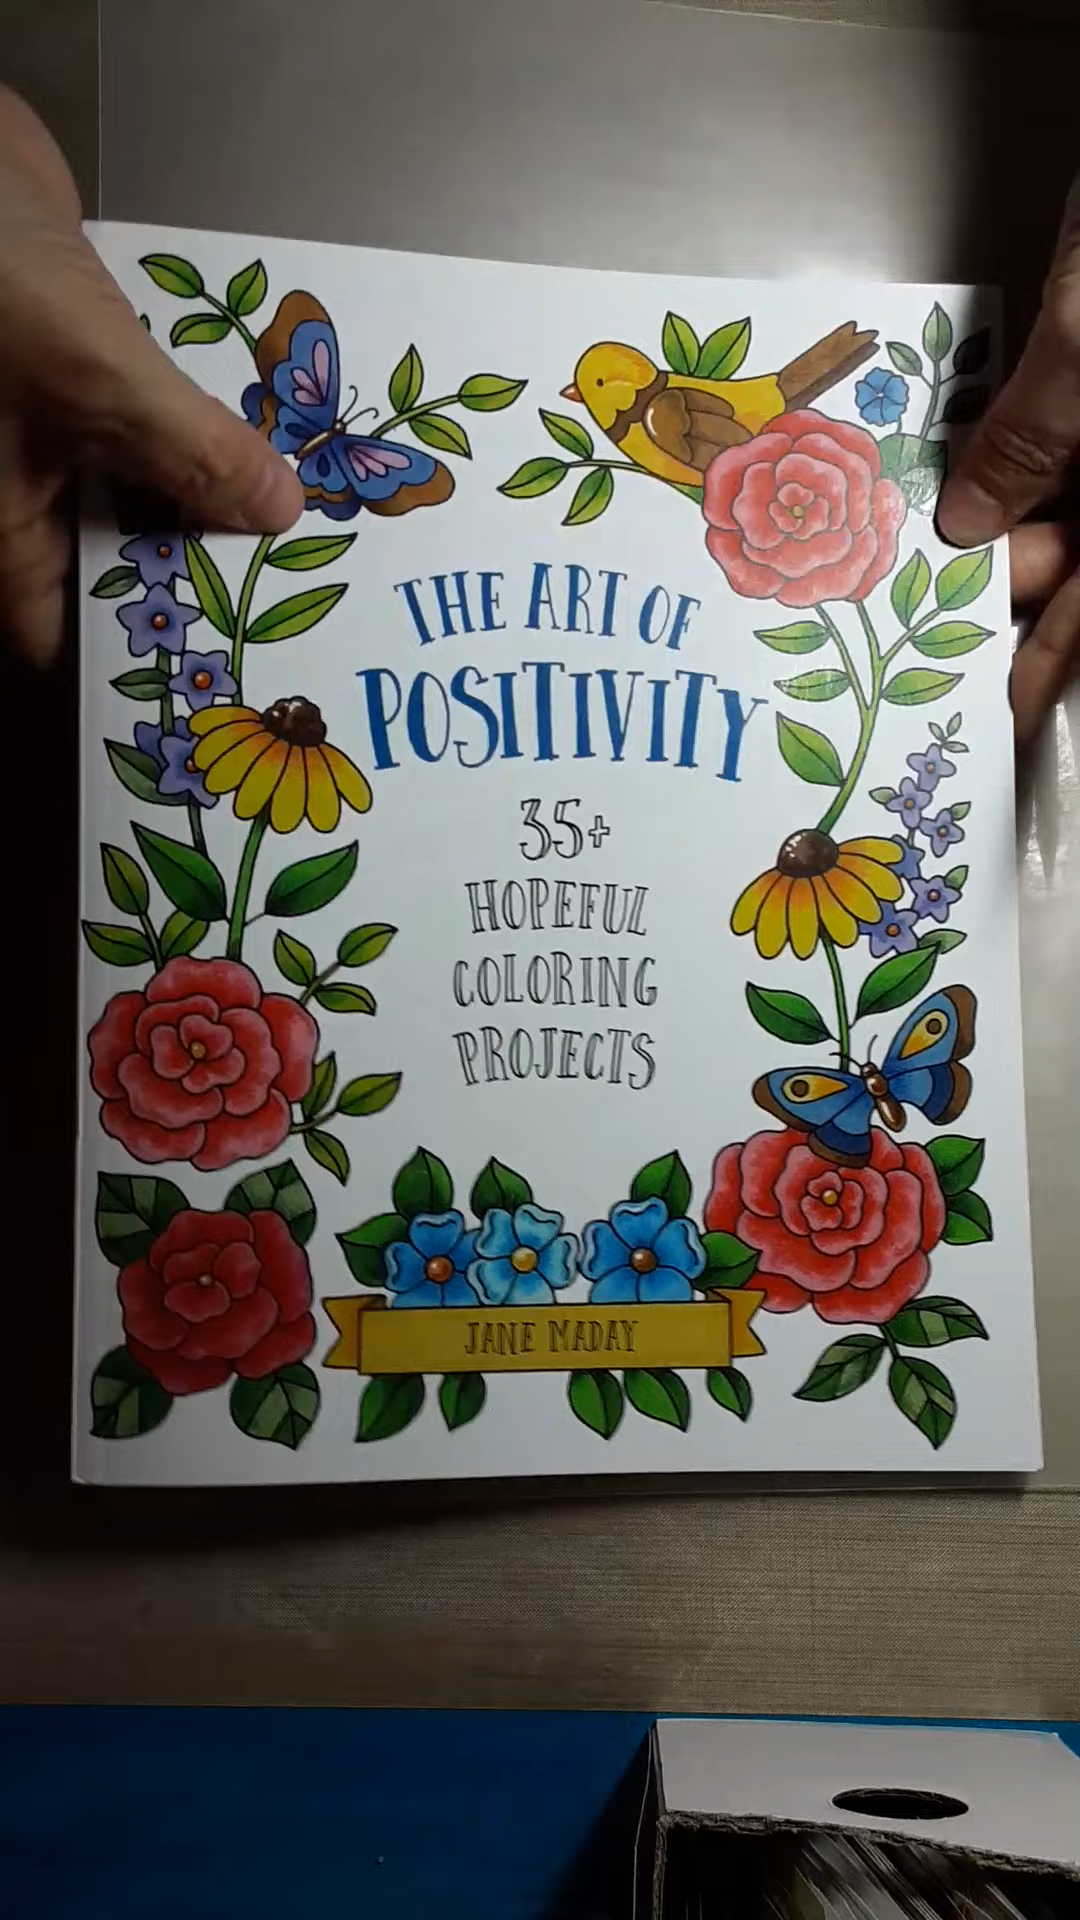 THE ART OF
POSITIVITY
35+
HOPEFUL
COLORING
PROJECTS
JANE MADAY